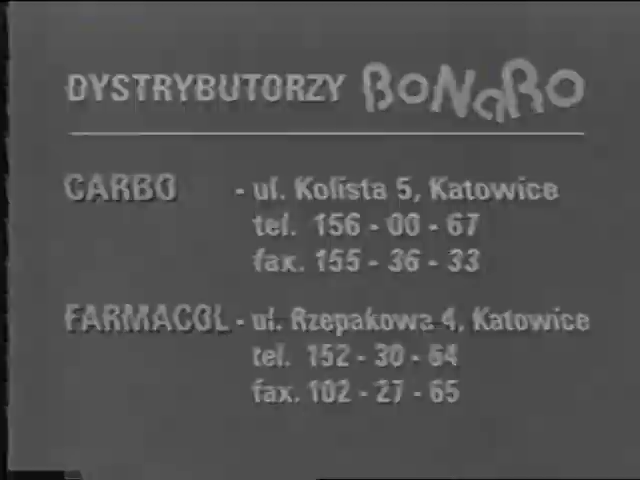 DYSTRYBUTORZY BONaRO
CARBO - ul. Kolista 5, Katowice
tel. 156 - 00 - 67
fax. 155 - 36 - 33
FARMACOL - ul. Rzepakowa 4, Katowice
tel. 152 - 30 - 64
fax. 102 - 27 - 65